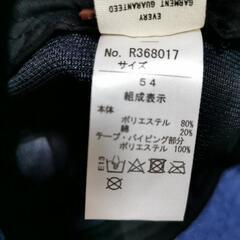 EVERY
GARMENT GUARANTEED
No. R368017
サイズ
54
組成表示
本体
ポリエステル 80%
綿 20%
テープ・パイピング部分
ポリエステル 100%
E13